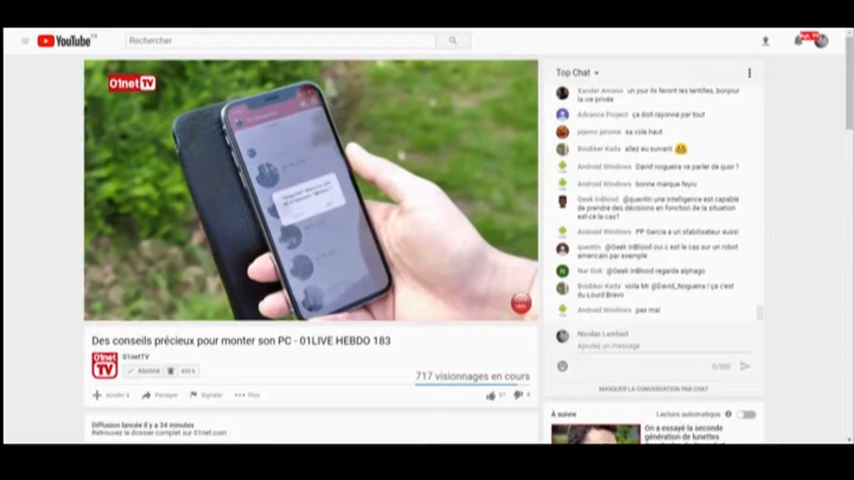 YouTube FR
Rechercher
01net TV
Top Chat
Xander Amano un jour ils feront les lentilles, bonjour
la vie privée
Advance Project ça doit rayonné par tout
jejemo jerome sa vole haut
Boubker Kada allez au suivant
Android Windows David nogueira va parler de quoi ?
Android Windows bonne marque feyiu
Geek InBlood @quentin une intelligence est capable
de prendre des décisions en fonction de la situation
est-ce le cas?
Android Windows PP Garcia a un stabilisateur aussi
quentin @Geek InBlood oui c est le cas sur un robot
americain par exemple
Nar Gok @Geek InBlood regarde alphago
Boubker Kada voila Mr @David_Nogueira ! ça c'est
du Lourd Bravo
Android Windows pas mal
Nicolas Lambert
Ajoutez un message
0/200
MASQUER LA CONVERSATION PAR CHAT
Des conseils précieux pour monter son PC - 01LIVE HEBDO 183
01net TV
01netTV
Abonné
717 visionnages en cours
Ajouter à
Partager
Signaler
Plus
Diffusion lancée il y a 34 minutes
Retrouvez le dossier complet sur 01net.com
À suivre
Lecture automatique
On a essayé la seconde
génération de lunettes